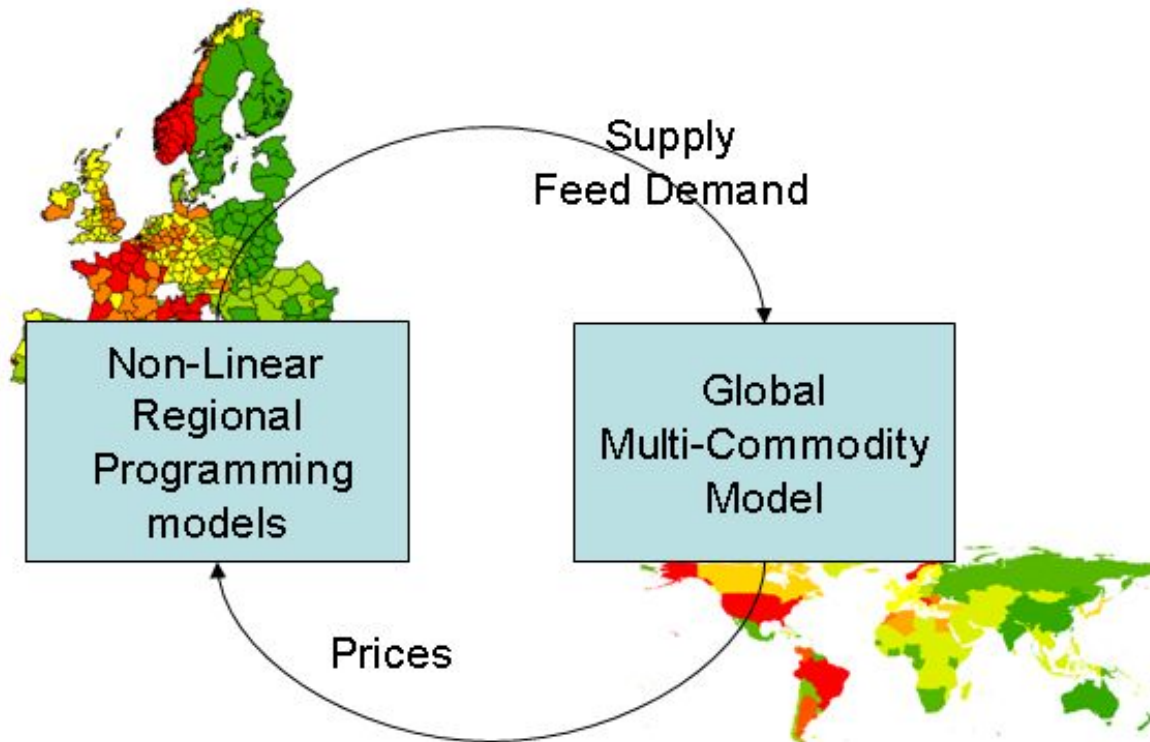 Supply
Feed Demand
Non-Linear
Regional
Programming
models
Global
Multi-Commodity
Model
Prices